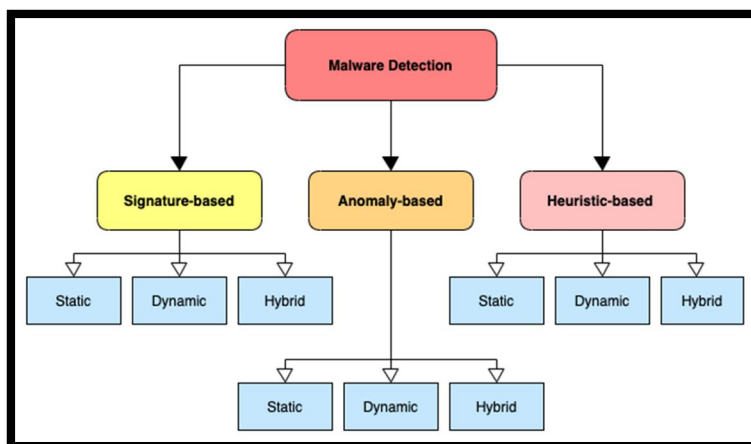 Malware Detection
Signature-based
Anomaly-based
Heuristic-based
Static
Dynamic
Hybrid
Static
Dynamic
Hybrid
Static
Dynamic
Hybrid